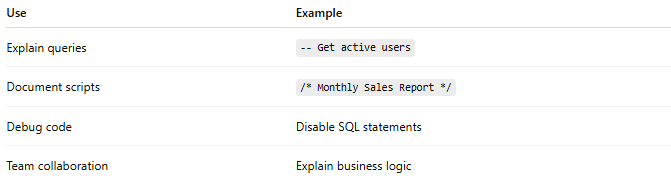 Use Example
Explain queries -- Get active users
Document scripts /* Monthly Sales Report */
Debug code Disable SQL statements
Team collaboration Explain business logic